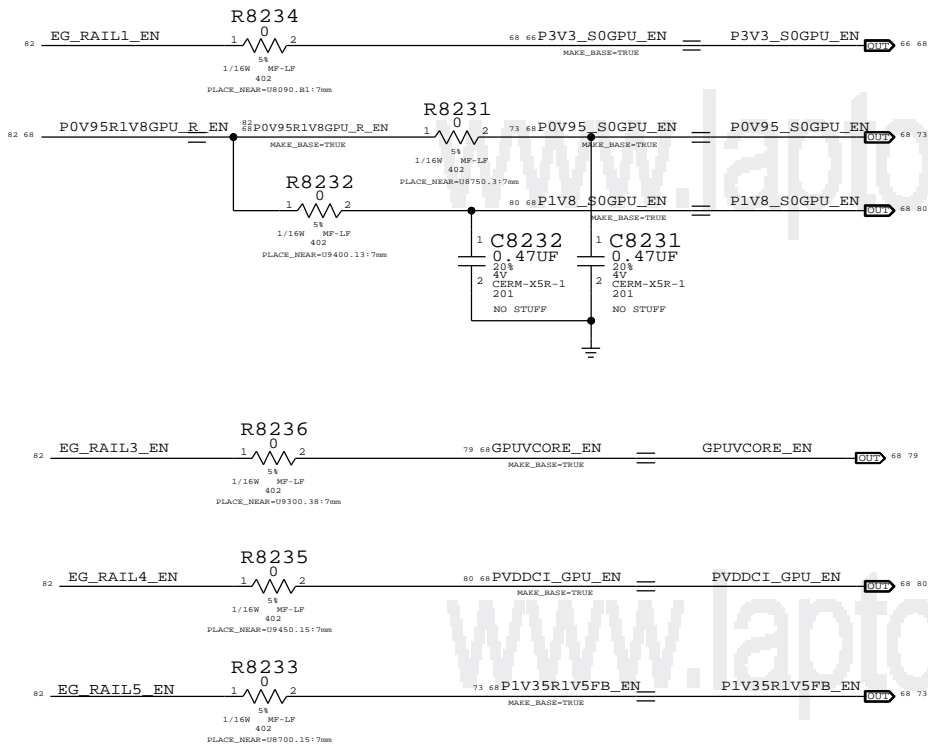 R8234
82 EG_RAIL1_EN 1 0 2 68 66 P3V3_S0GPU_EN P3V3_S0GPU_EN OUT 66 68
5% MAKE_BASE=TRUE
1/16W MF-LF
402
PLACE_NEAR=U8090.B1:7mm
R8231
82 68 P0V95R1V8GPU_R_EN 82 68 P0V95R1V8GPU_R_EN 1 0 2 73 68 P0V95_S0GPU_EN P0V95_S0GPU_EN OUT 68 73
MAKE_BASE=TRUE 5% MAKE_BASE=TRUE
1/16W MF-LF
402
PLACE_NEAR=U8750.3:7mm
R8232
1 0 2 80 68 P1V8_S0GPU_EN P1V8_S0GPU_EN OUT 68 80
5% MAKE_BASE=TRUE
1/16W MF-LF
402
PLACE_NEAR=U9400.13:7mm
1 C8232 1 C8231
0.47UF 0.47UF
20% 20%
4V 4V
2 CERM-X5R-1 2 CERM-X5R-1
201 201
NO STUFF NO STUFF
R8236
82 EG_RAIL3_EN 1 0 2 79 68 GPUVCORE_EN GPUVCORE_EN OUT 68 79
5% MAKE_BASE=TRUE
1/16W MF-LF
402
PLACE_NEAR=U9300.38:7mm
R8235
82 EG_RAIL4_EN 1 0 2 80 68 PVDDCI_GPU_EN PVDDCI_GPU_EN OUT 68 80
5% MAKE_BASE=TRUE
1/16W MF-LF
402
PLACE_NEAR=U9450.15:7mm
R8233
82 EG_RAIL5_EN 1 0 2 73 68 P1V35R1V5FB_EN P1V35R1V5FB_EN OUT 68 73
5% MAKE_BASE=TRUE
1/16W MF-LF
402
PLACE_NEAR=U8700.15:7mm
www.lapto
www.lapto